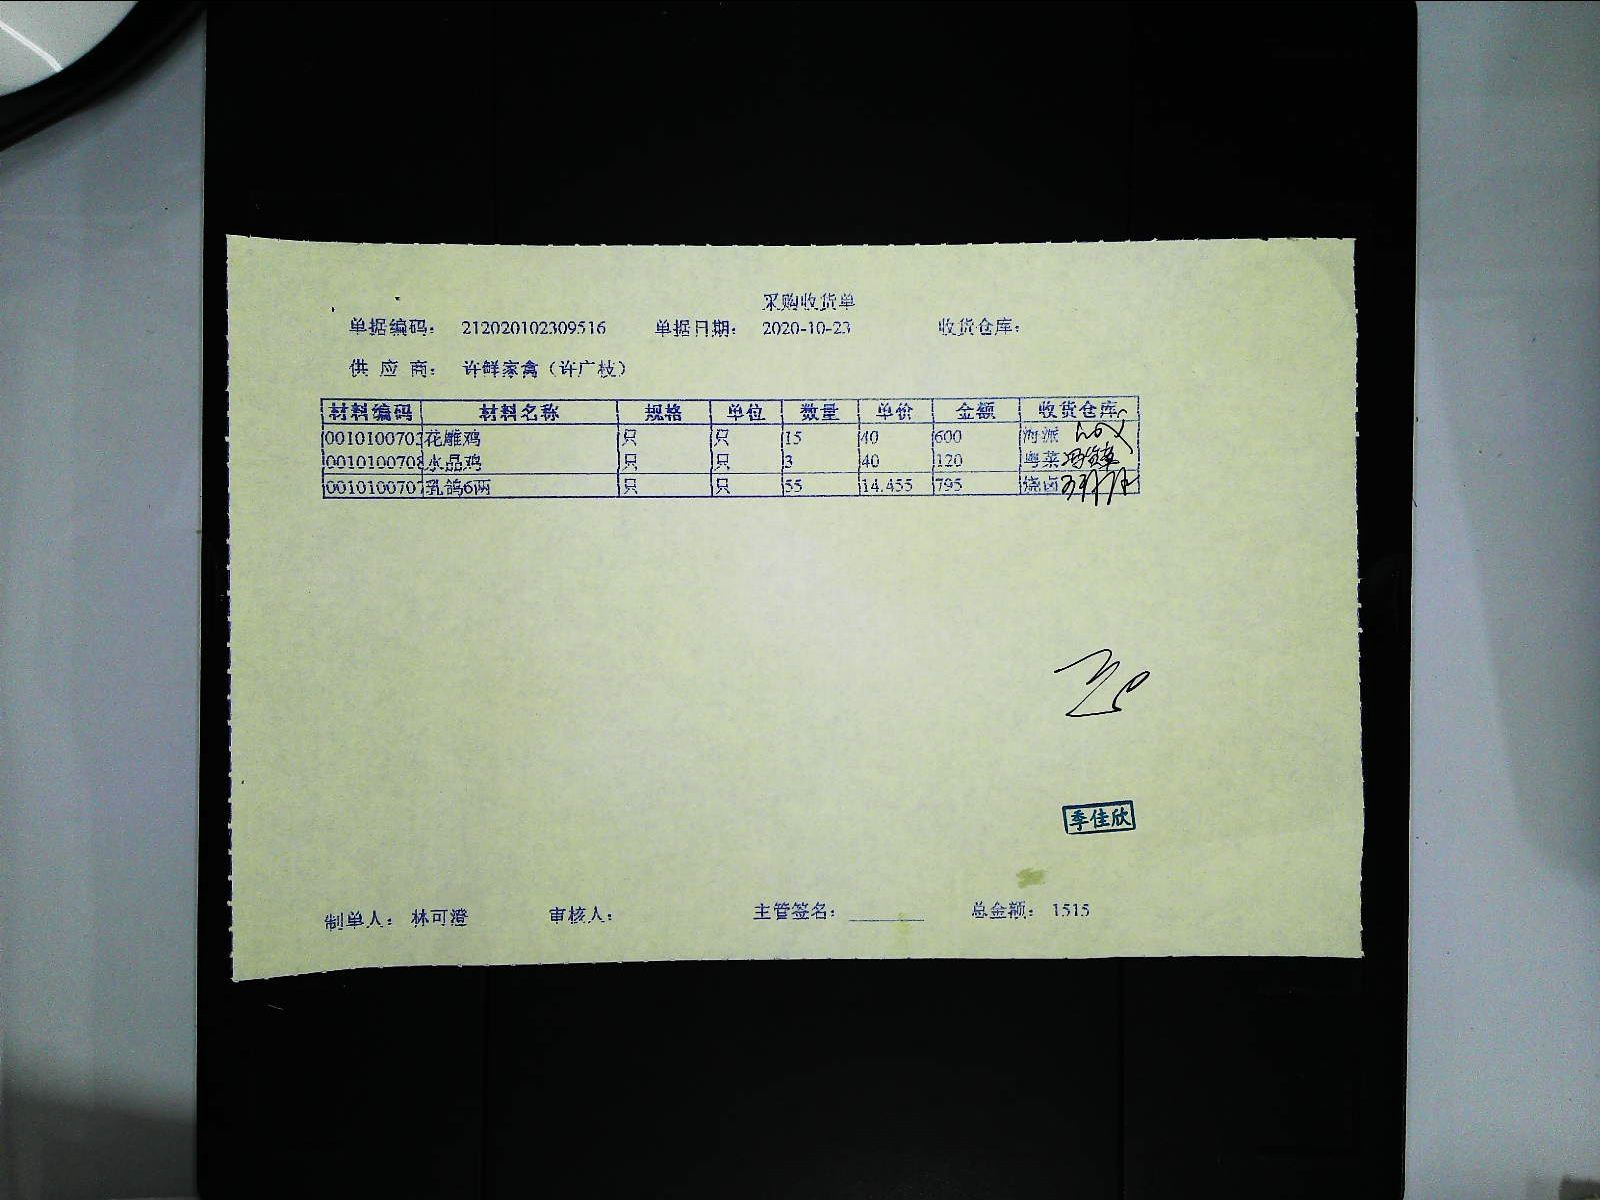 采购收货单
单据编码： 212020102309516 单据日期： 2020-10-23 收货仓库：
供 应 商： 许鲜家禽（许广枝）
材料编码 材料名称 规格 单位 数量 单价 金额 收货仓库
0010100703 花雕鸡 只 只 15 40 600 海派
0010100708 水晶鸡 只 只 3 40 120 粤菜
0010100707 乳鸽6两 只 只 55 14.455 795 烧卤
季佳欣
制单人： 林可澄 审核人： 主管签名： ________ 总金额： 1515